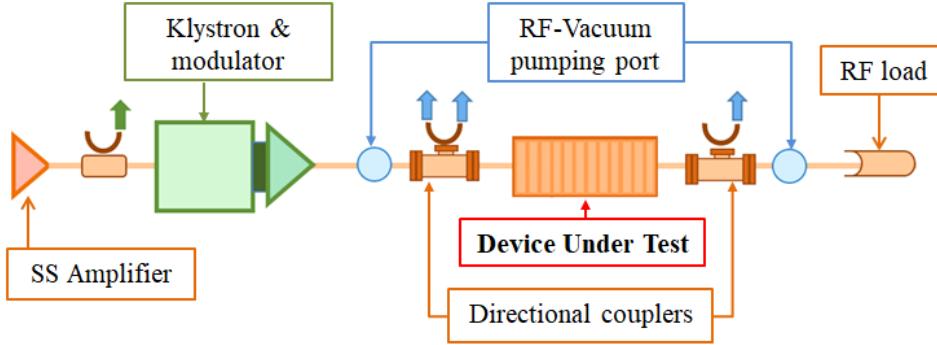 Klystron &
modulator
RF-Vacuum
pumping port
RF load
SS Amplifier
Device Under Test
Directional couplers